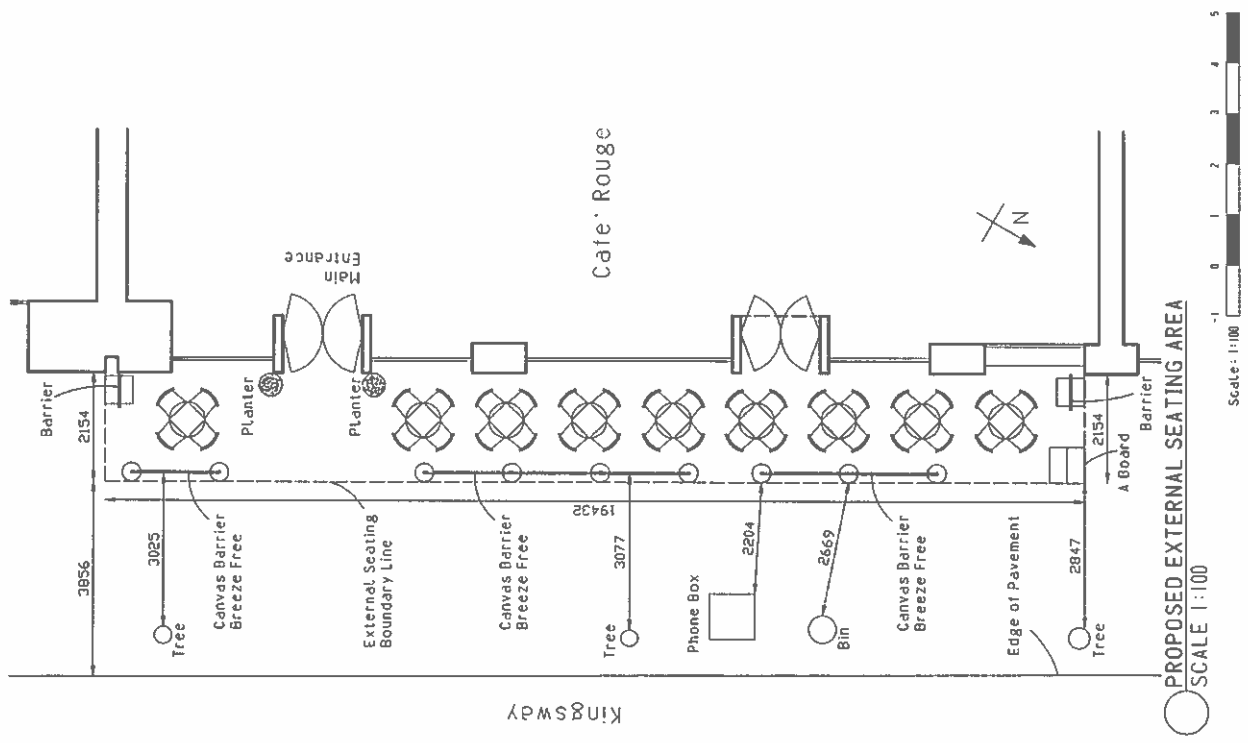 Barrier
2154
3856
3025
Canvas Barrier
Breeze Free
Tree
Planter
Planter
Main
Entrance
External Seating
Boundary Line
19432
Cafe' Rouge
Canvas Barrier
Breeze Free
3077
Tree
Phone Box
2204
2669
Bin
Canvas Barrier
Breeze Free
N
Edge of Pavement
2847
Tree
A Board
2154
Barrier
Kingsway
PROPOSED EXTERNAL SEATING AREA
SCALE 1:100
-1 0 1 2 3 4 5
Scale: 1:100